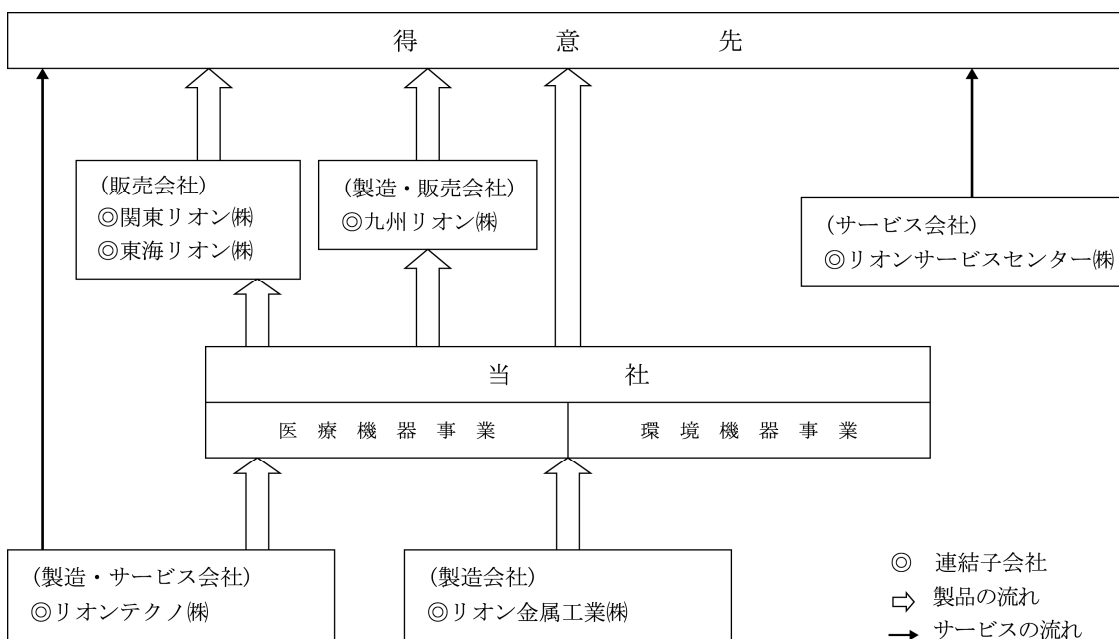 得意先
(販売会社)
◎関東リオン㈱
◎東海リオン㈱
(製造・販売会社)
◎九州リオン㈱
(サービス会社)
◎リオンサービスセンター㈱
当社
医療機器事業
環境機器事業
(製造・サービス会社)
◎リオンテクノ㈱
(製造会社)
◎リオン金属工業㈱
◎ 連結子会社
⇨ 製品の流れ
→ サービスの流れ